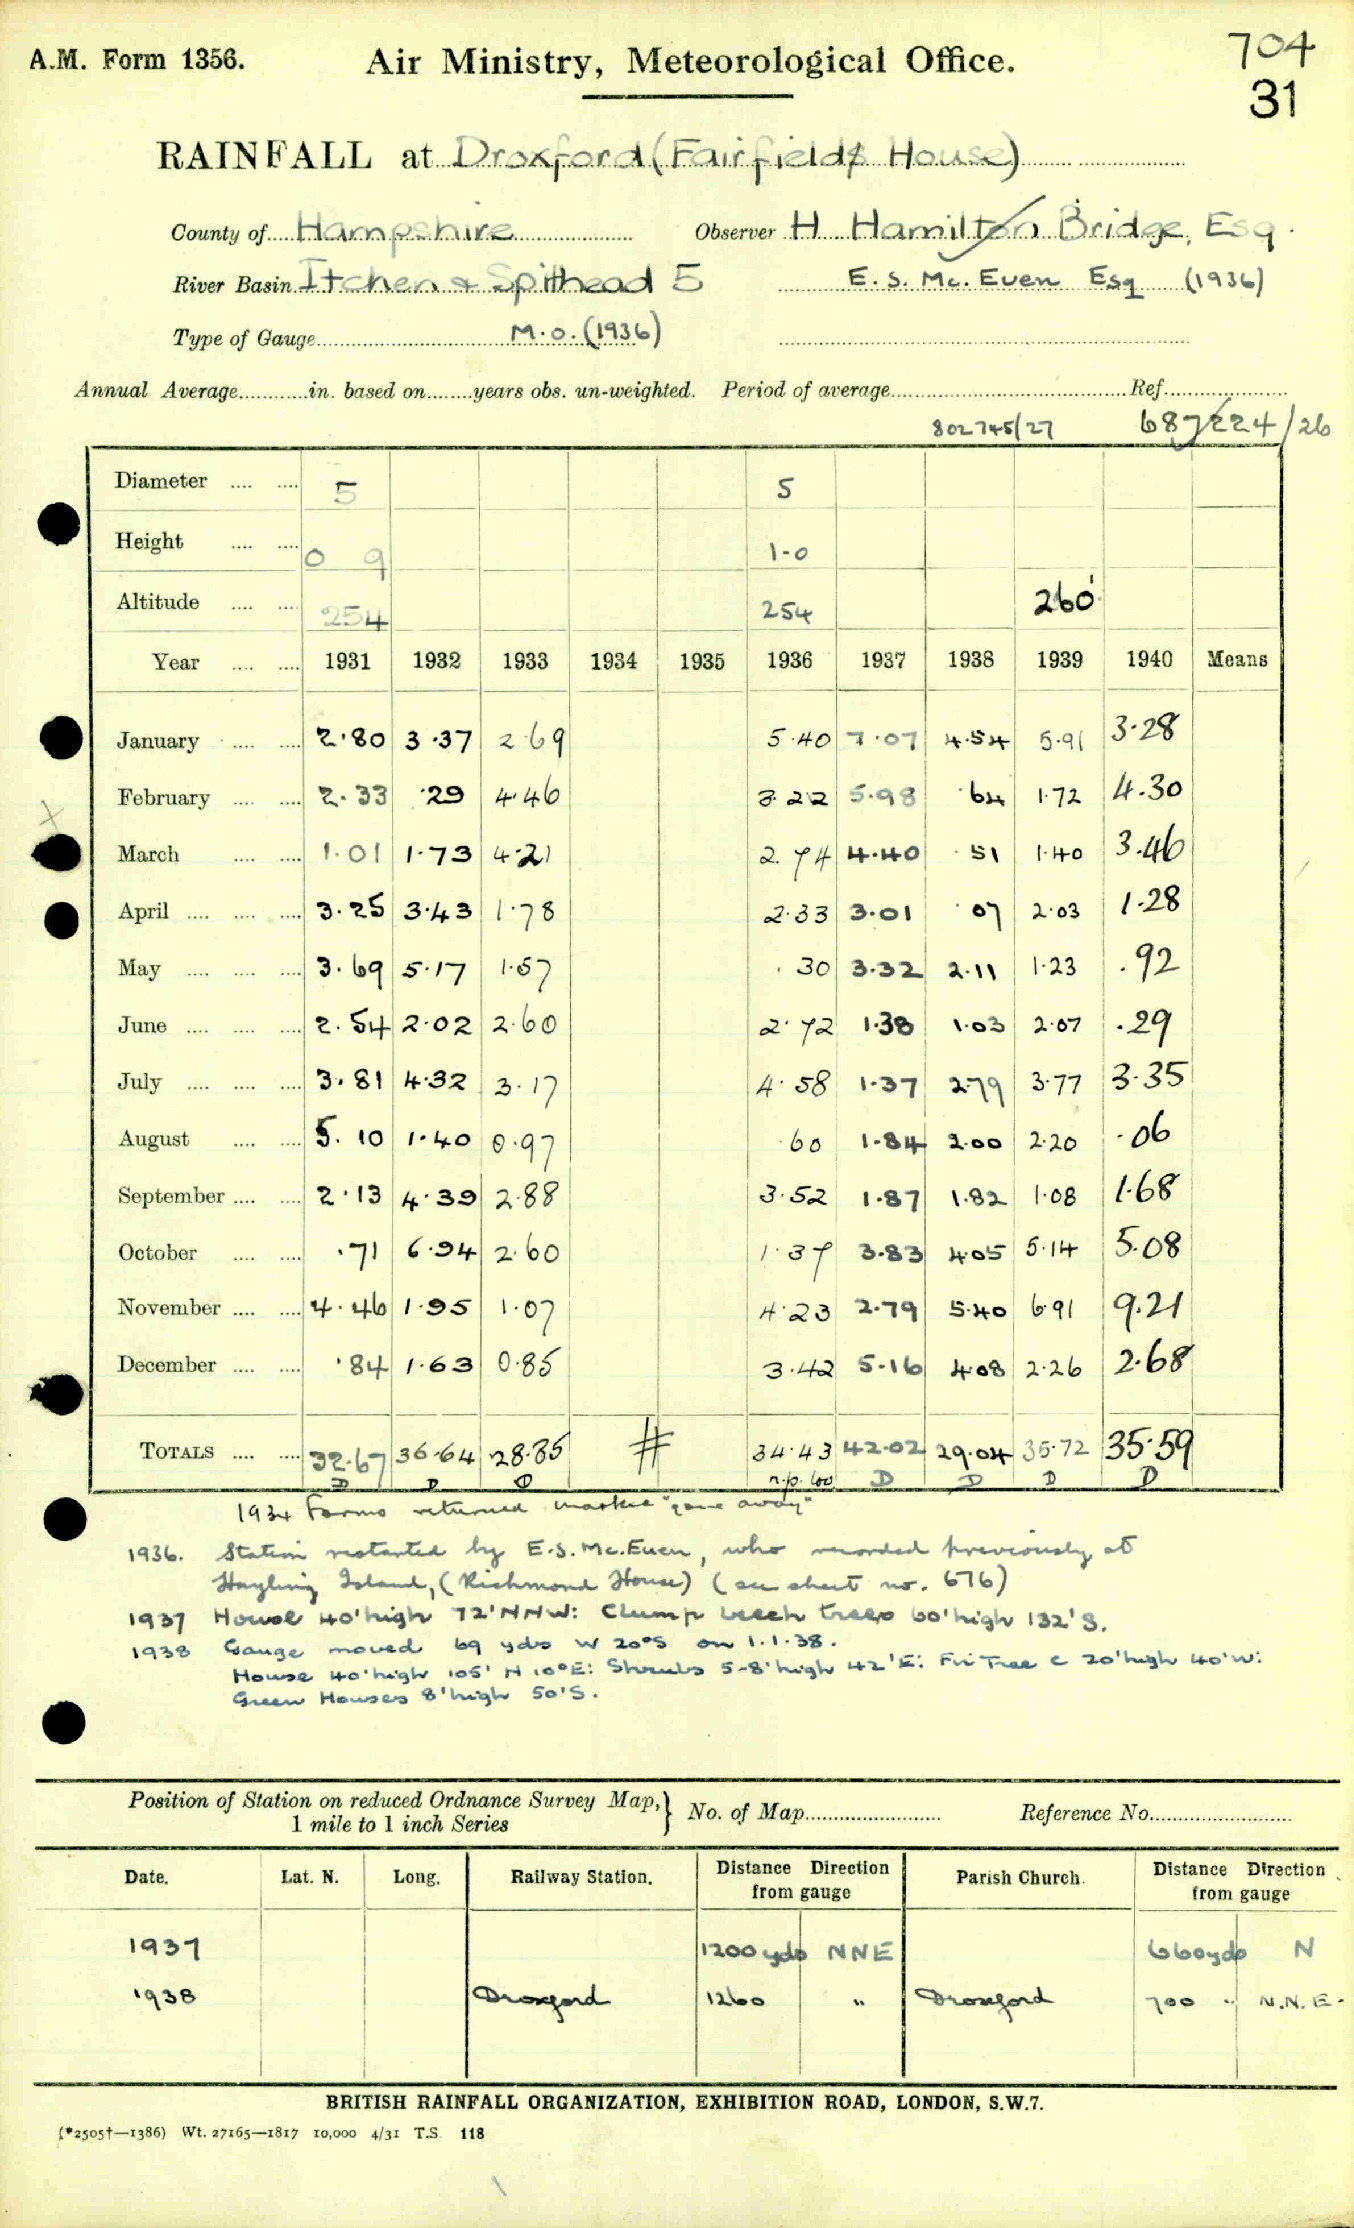 A.M. Form 1356. Air Ministry, Meteorological Office. 704
31
RAINFALL at Droxford (Fairfields House)
County of Hampshire Observer H Hamilton Bridge, Esq.
River Basin Itchen & Spithead 5 E. S. Mc. Euen Esq (1936)
Type of Gauge M.O. (1936)
Annual Average in. based on years obs. un-weighted. Period of average Ref.
802745/27 687224/26
Diameter 5 5
Height 0 9 1-0
Altitude 254 254 260'
Year 1931 1932 1933 1934 1935 1936 1937 1938 1939 1940 Means
January 2.80 3.37 2.69 5.40 7.07 4.54 5.91 3.28
February 2.33 .29 4.46 3.22 5.98 .64 1.72 4.30
March 1.01 1.73 4.21 2.74 4.40 .51 1.40 3.46
April 3.25 3.43 1.78 2.33 3.01 .07 2.03 1.28
May 3.69 5.17 1.57 .30 3.32 2.11 1.23 .92
June 2.54 2.02 2.60 2.72 1.38 1.03 2.07 .29
July 3.81 4.32 3.17 4.58 1.37 2.79 3.77 3.35
August 5.10 1.40 0.97 .60 1.84 2.00 2.20 .06
September 2.13 4.39 2.88 3.52 1.87 1.82 1.08 1.68
October .71 6.94 2.60 1.37 3.83 4.05 5.14 5.08
November 4.46 1.95 1.07 4.23 2.79 5.40 6.91 9.21
December .84 1.63 0.85 3.42 5.16 4.08 2.26 2.68
TOTALS 32.67 36.64 28.85 # 34.43 42.02 29.04 35.72 35.59
D D D n.p. D D D D
1934 Forms returned marked "gone away"
1936. Station restarted by E.S. Mc.Euen, who recorded previously at
Hayling Island, (Richmond House) (see sheet no. 676)
1937 House 40' high 72' NNW: Clump beech trees 60' high 132' S.
1938 Gauge moved 69 yds W 20°S on 1.1.38.
House 40' high 105' N 10°E: Shrubs 5-8' high 42' E: Fir Tree c 20' high 40' W:
Green Houses 8' high 50' S.
Position of Station on reduced Ordnance Survey Map,} No. of Map Reference No.
1 mile to 1 inch Series
Date. Lat. N. Long. Railway Station. Distance Direction from gauge Parish Church. Distance Direction from gauge
1937 1200 yds NNE 660 yds N
1938 Droxford 1260 " Droxford 700 " N.N.E.
BRITISH RAINFALL ORGANIZATION, EXHIBITION ROAD, LONDON, S.W.7.
(*2505†—1386) Wt. 27165—1817 10,000 4/31 T.S. 118